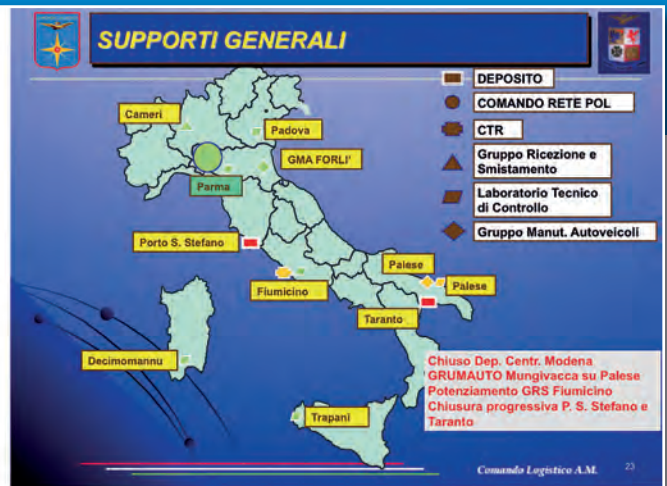 SUPPORTI GENERALI
DEPOSITO
COMANDO RETE POL
CTR
Gruppo Ricezione e
Smistamento
Laboratorio Tecnico
di Controllo
Gruppo Manut. Autoveicoli
Cameri
Padova
GMA FORLI'
Parma
Porto S. Stefano
Fiumicino
Palese
Palese
Taranto
Decimomannu
Trapani
Chiuso Dep. Centr. Modena
GRUMAUTO Mungivacca su Palese
Potenziamento GRS Fiumicino
Chiusura progressiva P. S. Stefano e
Taranto
Comando Logistico A.M.
23